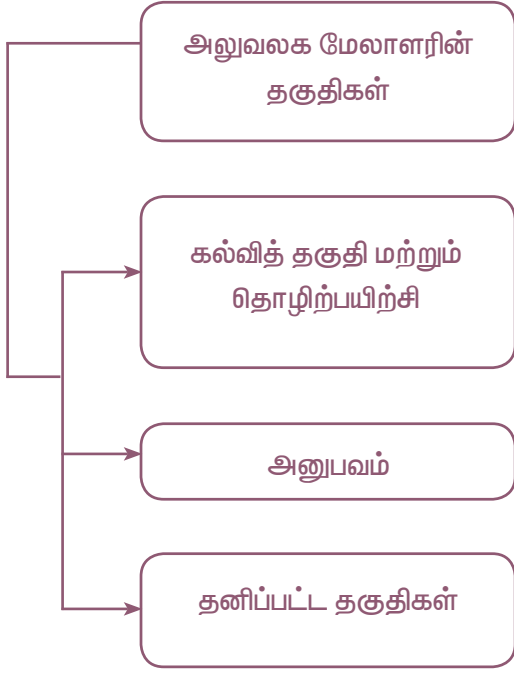 அலுவலக மேலாளரின்
தகுதிகள்
கல்வித் தகுதி மற்றும்
தொழிற்பயிற்சி
அனுபவம்
தனிப்பட்ட தகுதிகள்